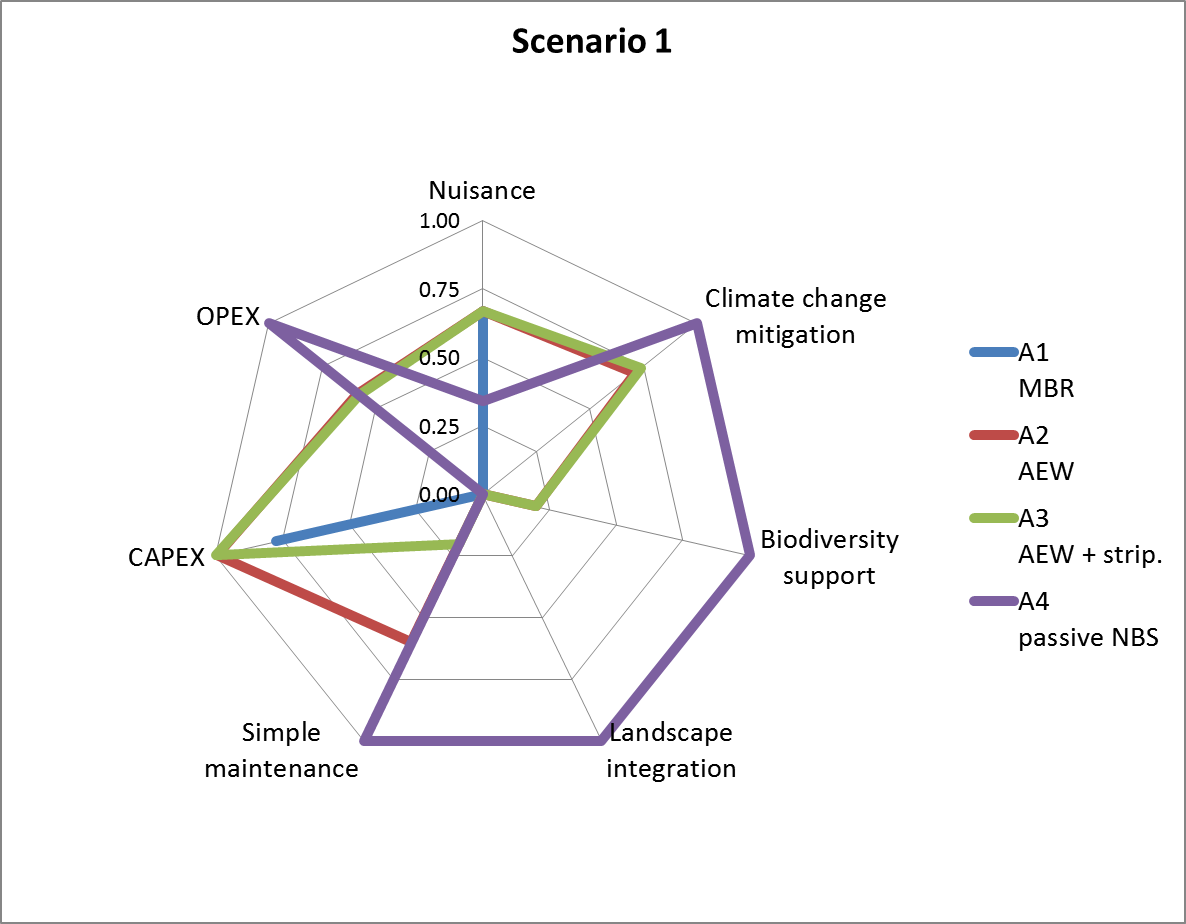 Scenario 1
Nuisance
1.00
0.75
0.50
0.25
0.00
Climate change
mitigation
Biodiversity
support
Landscape
integration
Simple
maintenance
CAPEX
OPEX
A1
MBR
A2
AEW
A3
AEW + strip.
A4
passive NBS